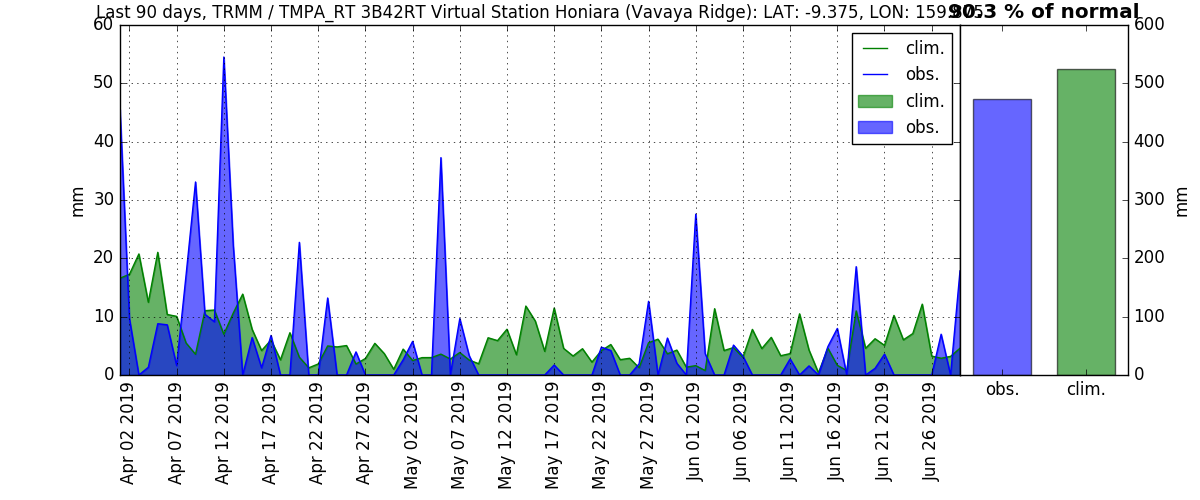 Last 90 days, TRMM / TMPA_RT 3B42RT Virtual Station Honiara (Vavaya Ridge): LAT: -9.375, LON:
90.3 % of normal
60
50
40
30
20
10
0
mm
clim.
obs.
clim.
obs.
600
500
400
300
200
100
0
mm
obs.
clim.
Apr 02 2019
Apr 07 2019
Apr 12 2019
Apr 17 2019
Apr 22 2019
Apr 27 2019
May 02 2019
May 07 2019
May 12 2019
May 17 2019
May 22 2019
May 27 2019
Jun 01 2019
Jun 06 2019
Jun 11 2019
Jun 16 2019
Jun 21 2019
Jun 26 2019